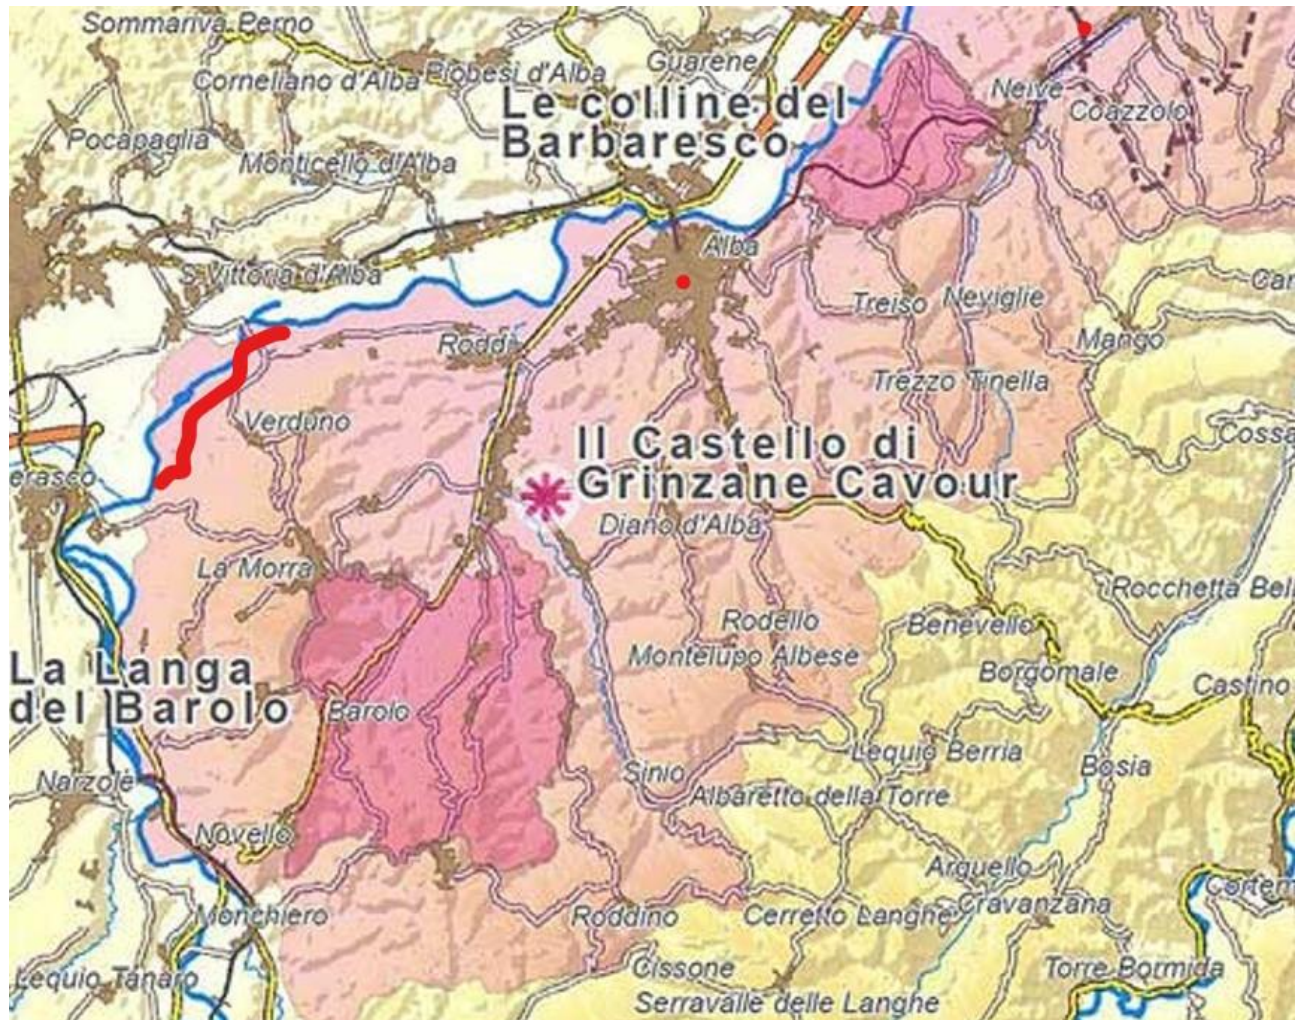 Sommariva Perno
Corneliano d'Alba
Piobesi d'Alba
Guarene
Le colline del
Barbaresco
Neive
Coazzolo
Pocapaglia
Monticello d'Alba
Alba
S.Vittoria d'Alba
Treiso
Neviglie
Mango
Roddi
Trezzo Tinella
Verduno
Il Castello di
Grinzane Cavour
Diano d'Alba
La Morra
Rocchetta Bel
Rodello
Benevello
Montelupo Albese
Borgomale
La Langa
del Barolo
Barolo
Castino
Lequio Berria
Bosia
Sinio
Narzole
Albaretto della Torre
Novello
Arguello
Monchiero
Roddino
Cerretto Langhe
Cravanzana
Cortem
Lequio Tanaro
Cissone
Torre Bormida
Serravalle delle Langhe